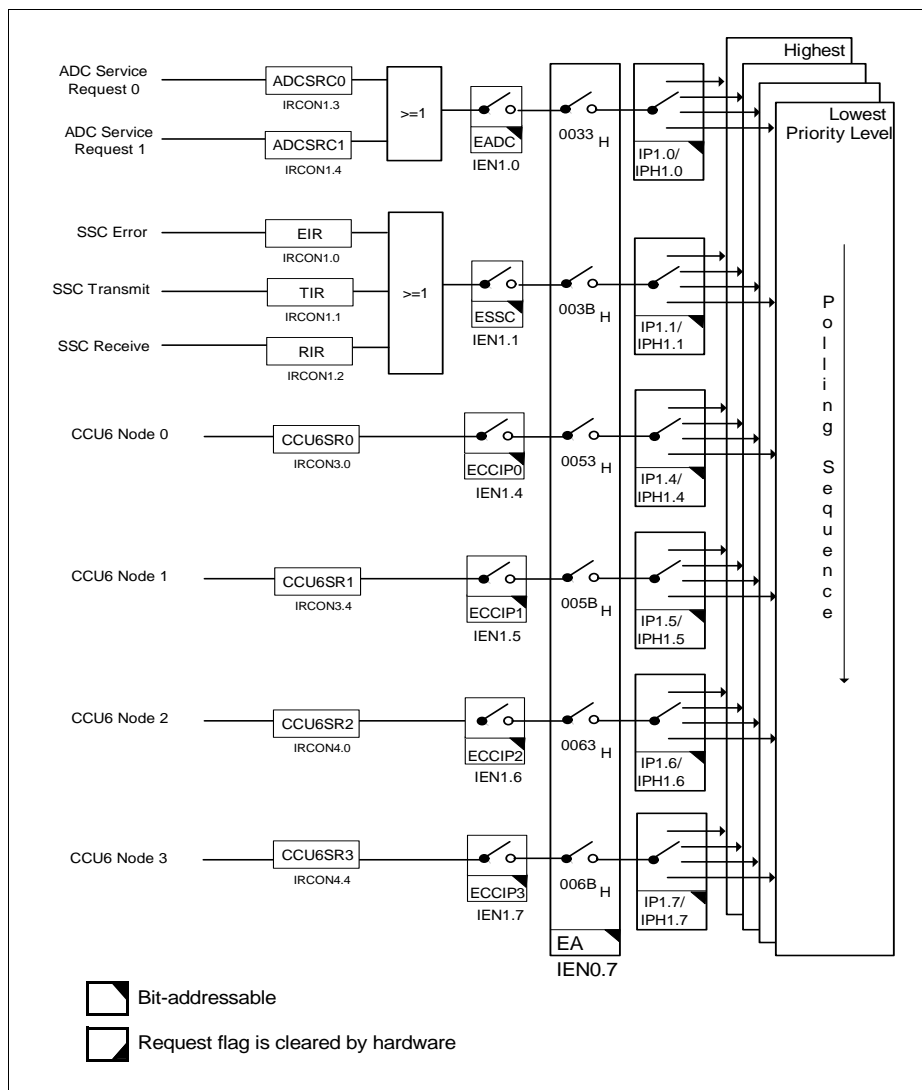 Highest
Lowest
Priority Level
ADC Service
Request 0
ADCSRC0
IRCON1.3
>=1
EADC
IEN1.0
0033 H
IP1.0/
IPH1.0
ADC Service
Request 1
ADCSRC1
IRCON1.4
SSC Error
EIR
IRCON1.0
SSC Transmit
TIR
IRCON1.1
>=1
ESSC
IEN1.1
003B H
IP1.1/
IPH1.1
SSC Receive
RIR
IRCON1.2
CCU6 Node 0
CCU6SR0
IRCON3.0
ECCIP0
IEN1.4
0053 H
IP1.4/
IPH1.4
CCU6 Node 1
CCU6SR1
IRCON3.4
ECCIP1
IEN1.5
005B H
IP1.5/
IPH1.5
CCU6 Node 2
CCU6SR2
IRCON4.0
ECCIP2
IEN1.6
0063 H
IP1.6/
IPH1.6
CCU6 Node 3
CCU6SR3
IRCON4.4
ECCIP3
IEN1.7
006B H
IP1.7/
IPH1.7
EA
IEN0.7
Polling Sequence
Bit-addressable
Request flag is cleared by hardware